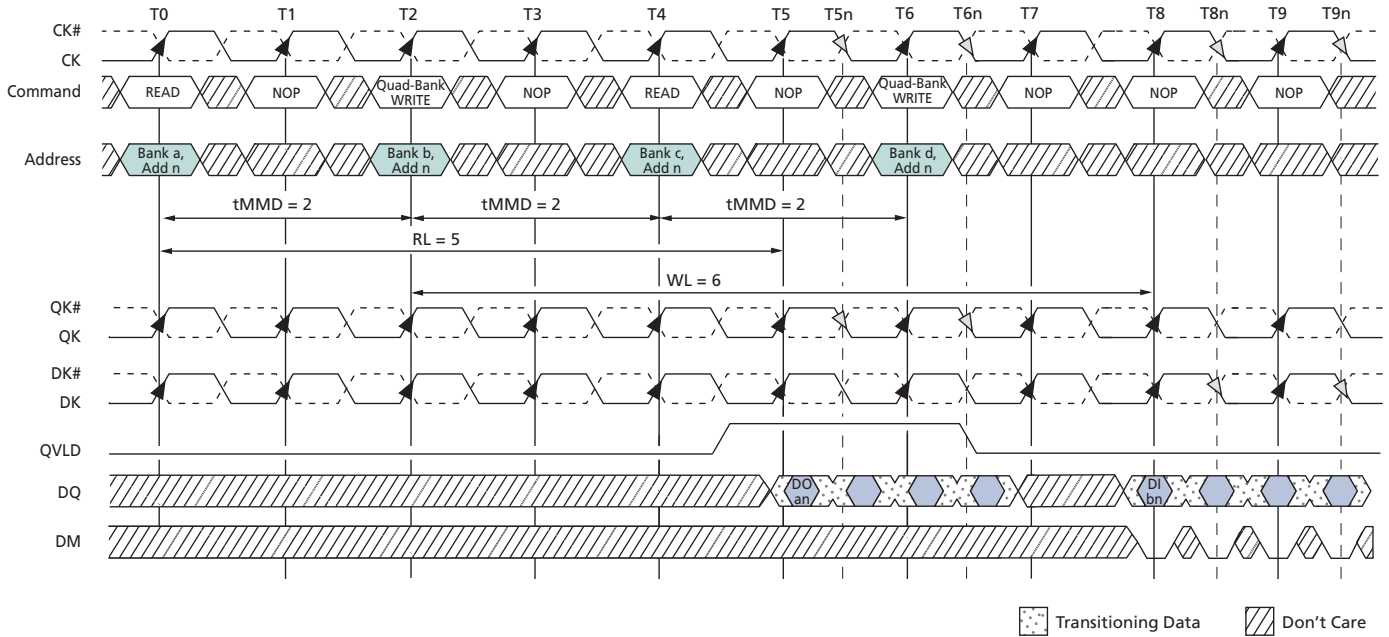 T0 T1 T2 T3 T4 T5 T5n T6 T6n T7 T8 T8n T9 T9n
CK#
CK
Command READ NOP Quad-Bank WRITE NOP READ NOP Quad-Bank WRITE NOP NOP NOP
Address Bank a, Add n Bank b, Add n Bank c, Add n Bank d, Add n
tMMD = 2 tMMD = 2 tMMD = 2
RL = 5
WL = 6
QK#
QK
DK#
DK
QVLD
DQ DO an DI bn
DM
Transitioning Data Don't Care